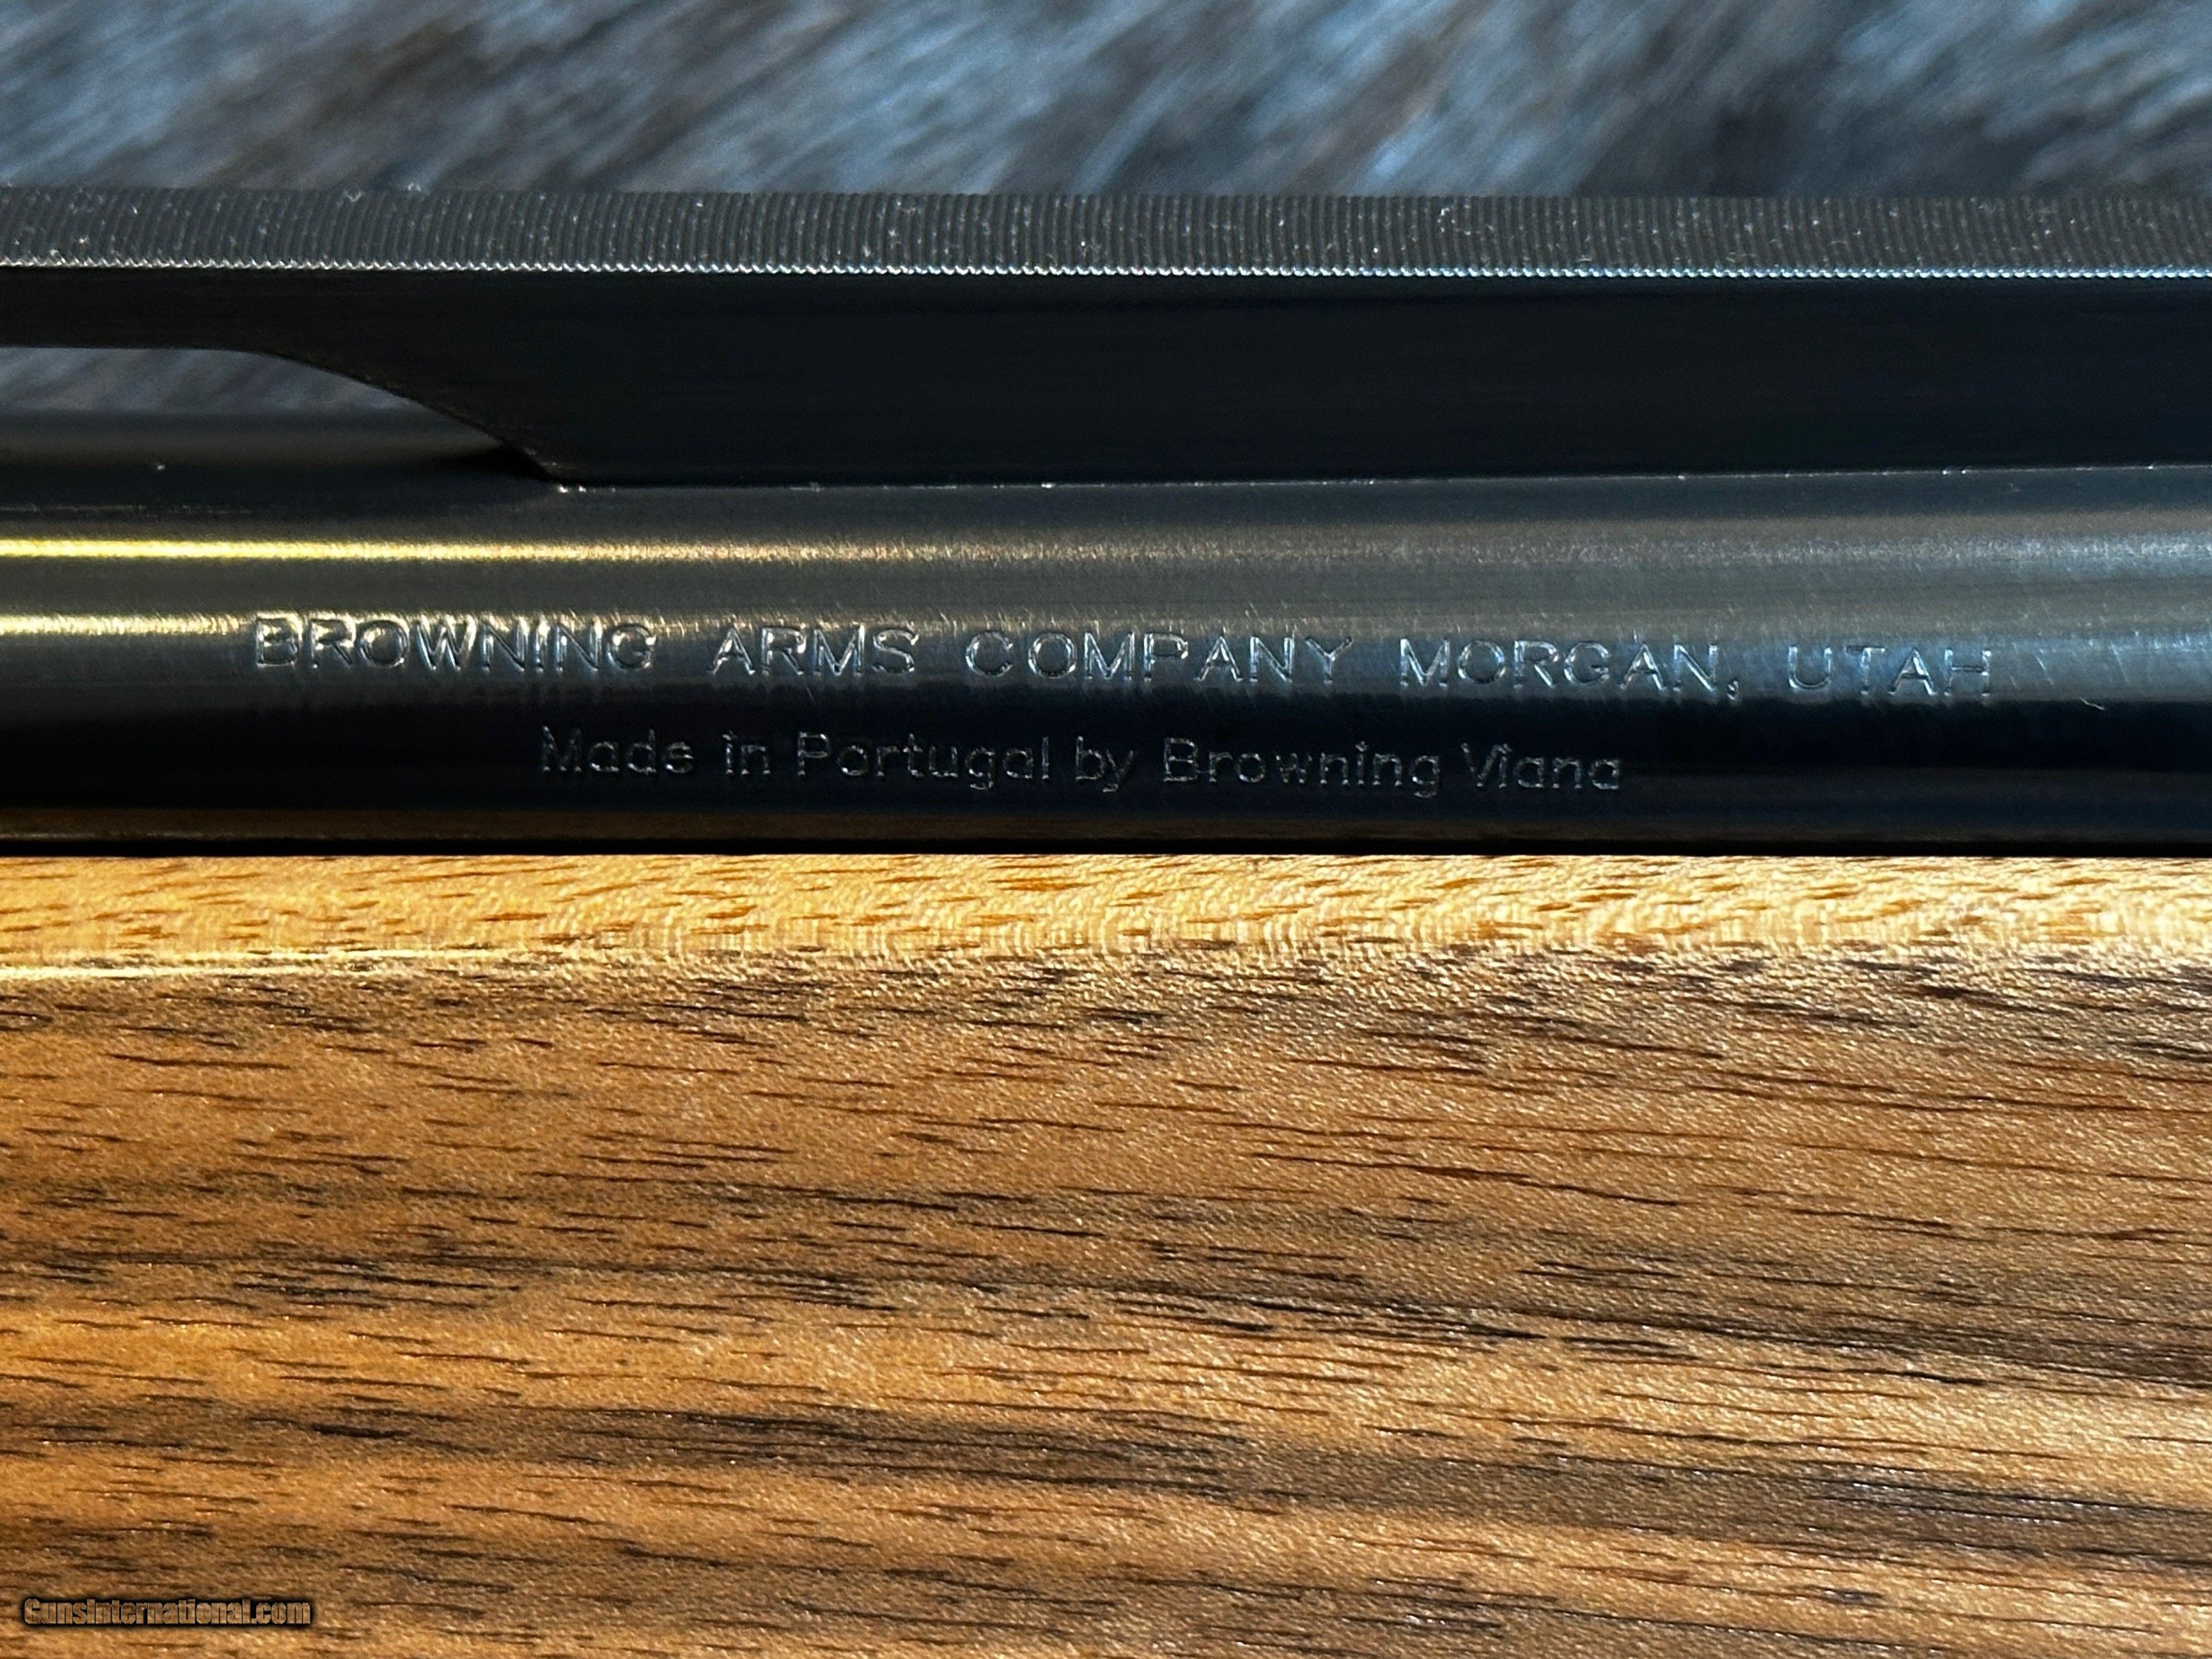 BROWNING ARMS COMPANY MORGAN, UTAH
Made in Portugal by Browning Viana
GunsInternational.com